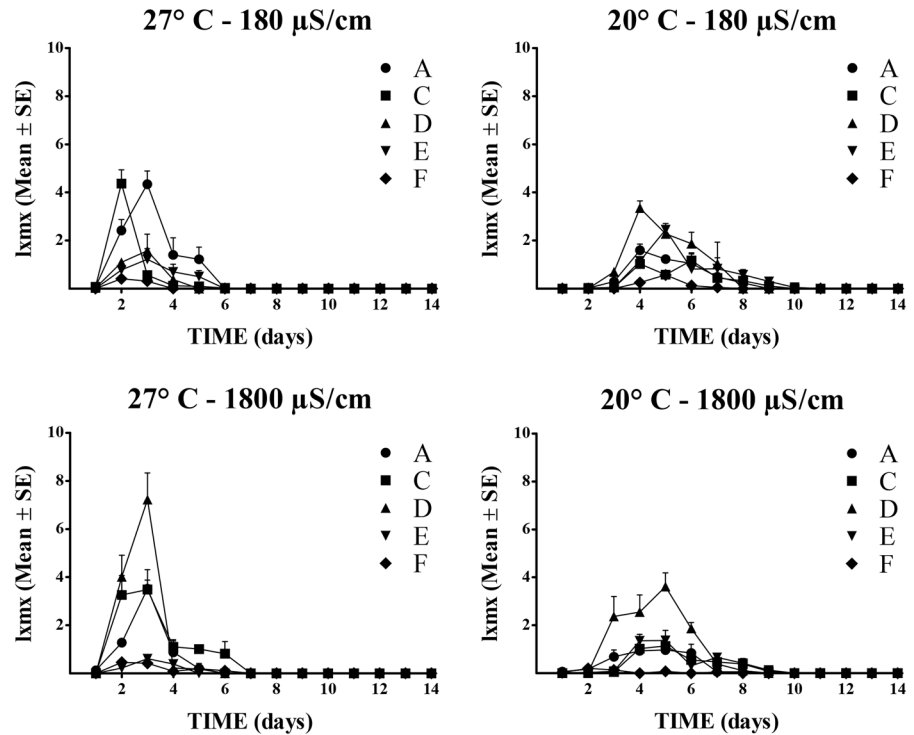 27° C - 180 μS/cm
lxmx (Mean ± SE)
10
8
6
4
2
2 4 6 8 10 12 14
TIME (days)
A
C
D
E
F
20° C - 180 μS/cm
lxmx (Mean ± SE)
10
8
6
4
2
2 4 6 8 10 12 14
TIME (days)
A
C
D
E
F
27° C - 1800 μS/cm
lxmx (Mean ± SE)
10
8
6
4
2
2 4 6 8 10 12 14
TIME (days)
A
C
D
E
F
20° C - 1800 μS/cm
lxmx (Mean ± SE)
10
8
6
4
2
2 4 6 8 10 12 14
TIME (days)
A
C
D
E
F